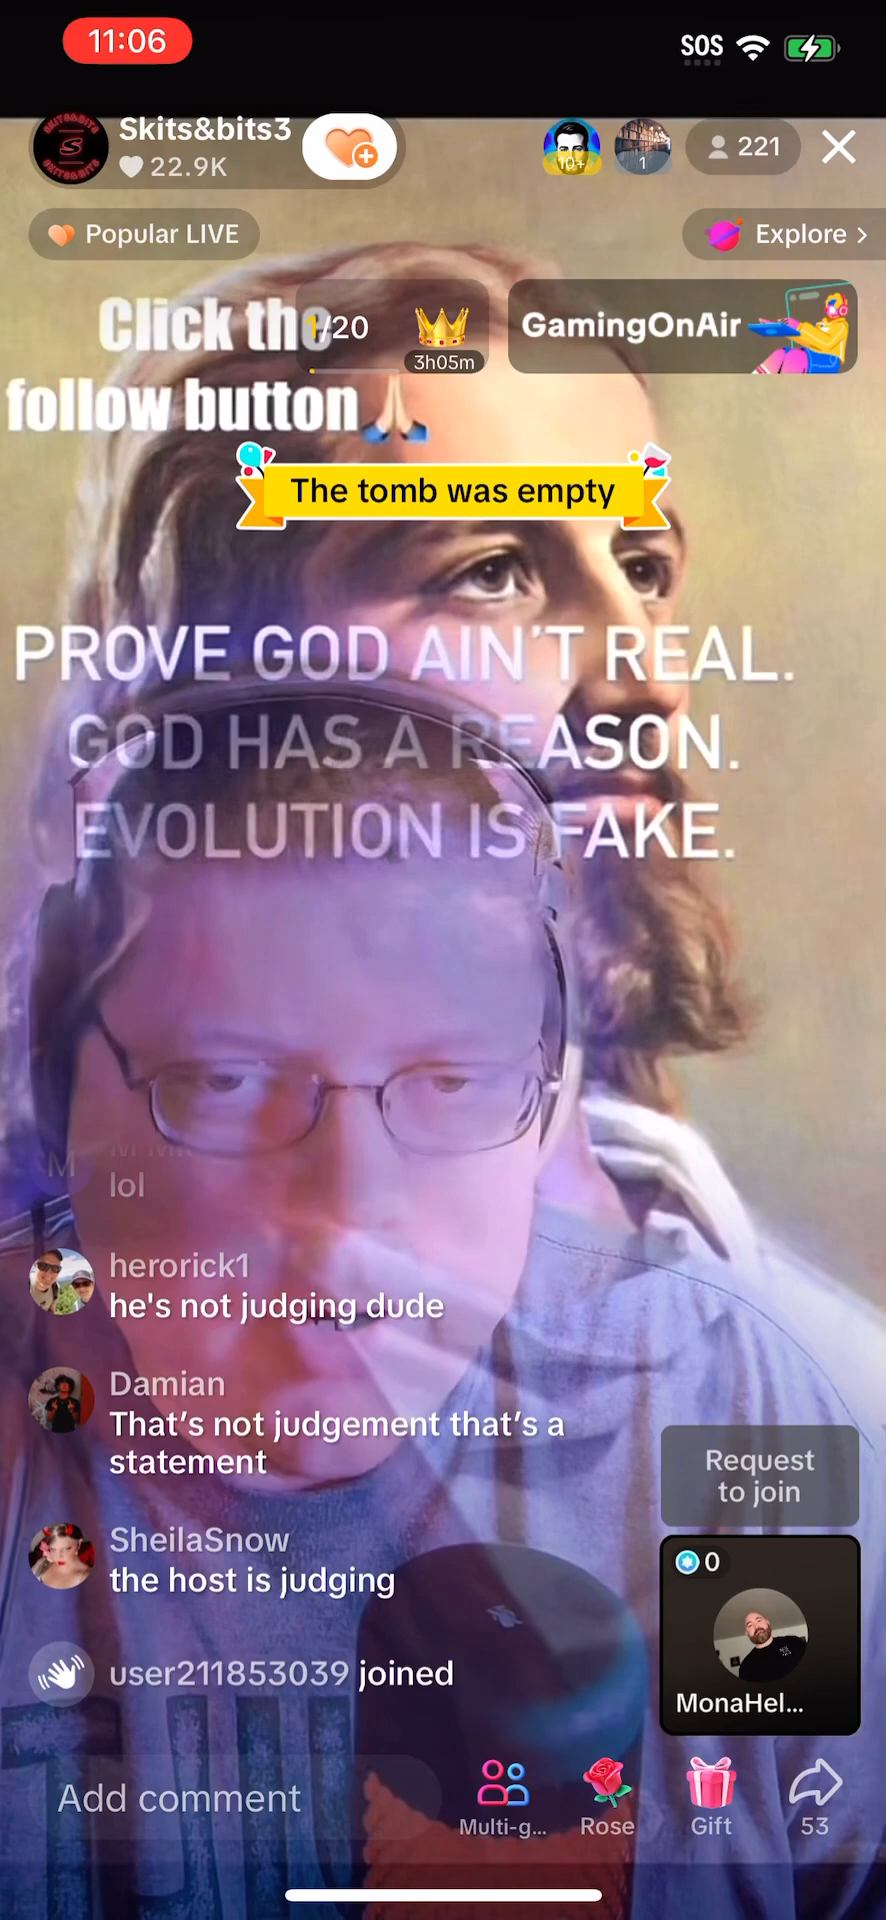 11:06
SOS
Skits&bits3
22.9K
10+
1
221
Popular LIVE
Explore >
Click the
1/20
3h05m
GamingOnAir
follow button🙏🏻
The tomb was empty
PROVE GOD AIN'T REAL.
GOD HAS A REASON.
EVOLUTION IS FAKE.
M
lol
herorick1
he's not judging dude
Damian
That's not judgement that's a
statement
SheilaSnow
the host is judging
user211853039 joined
Request
to join
0
MonaHel...
Add comment
Multi-g...
Rose
Gift
53